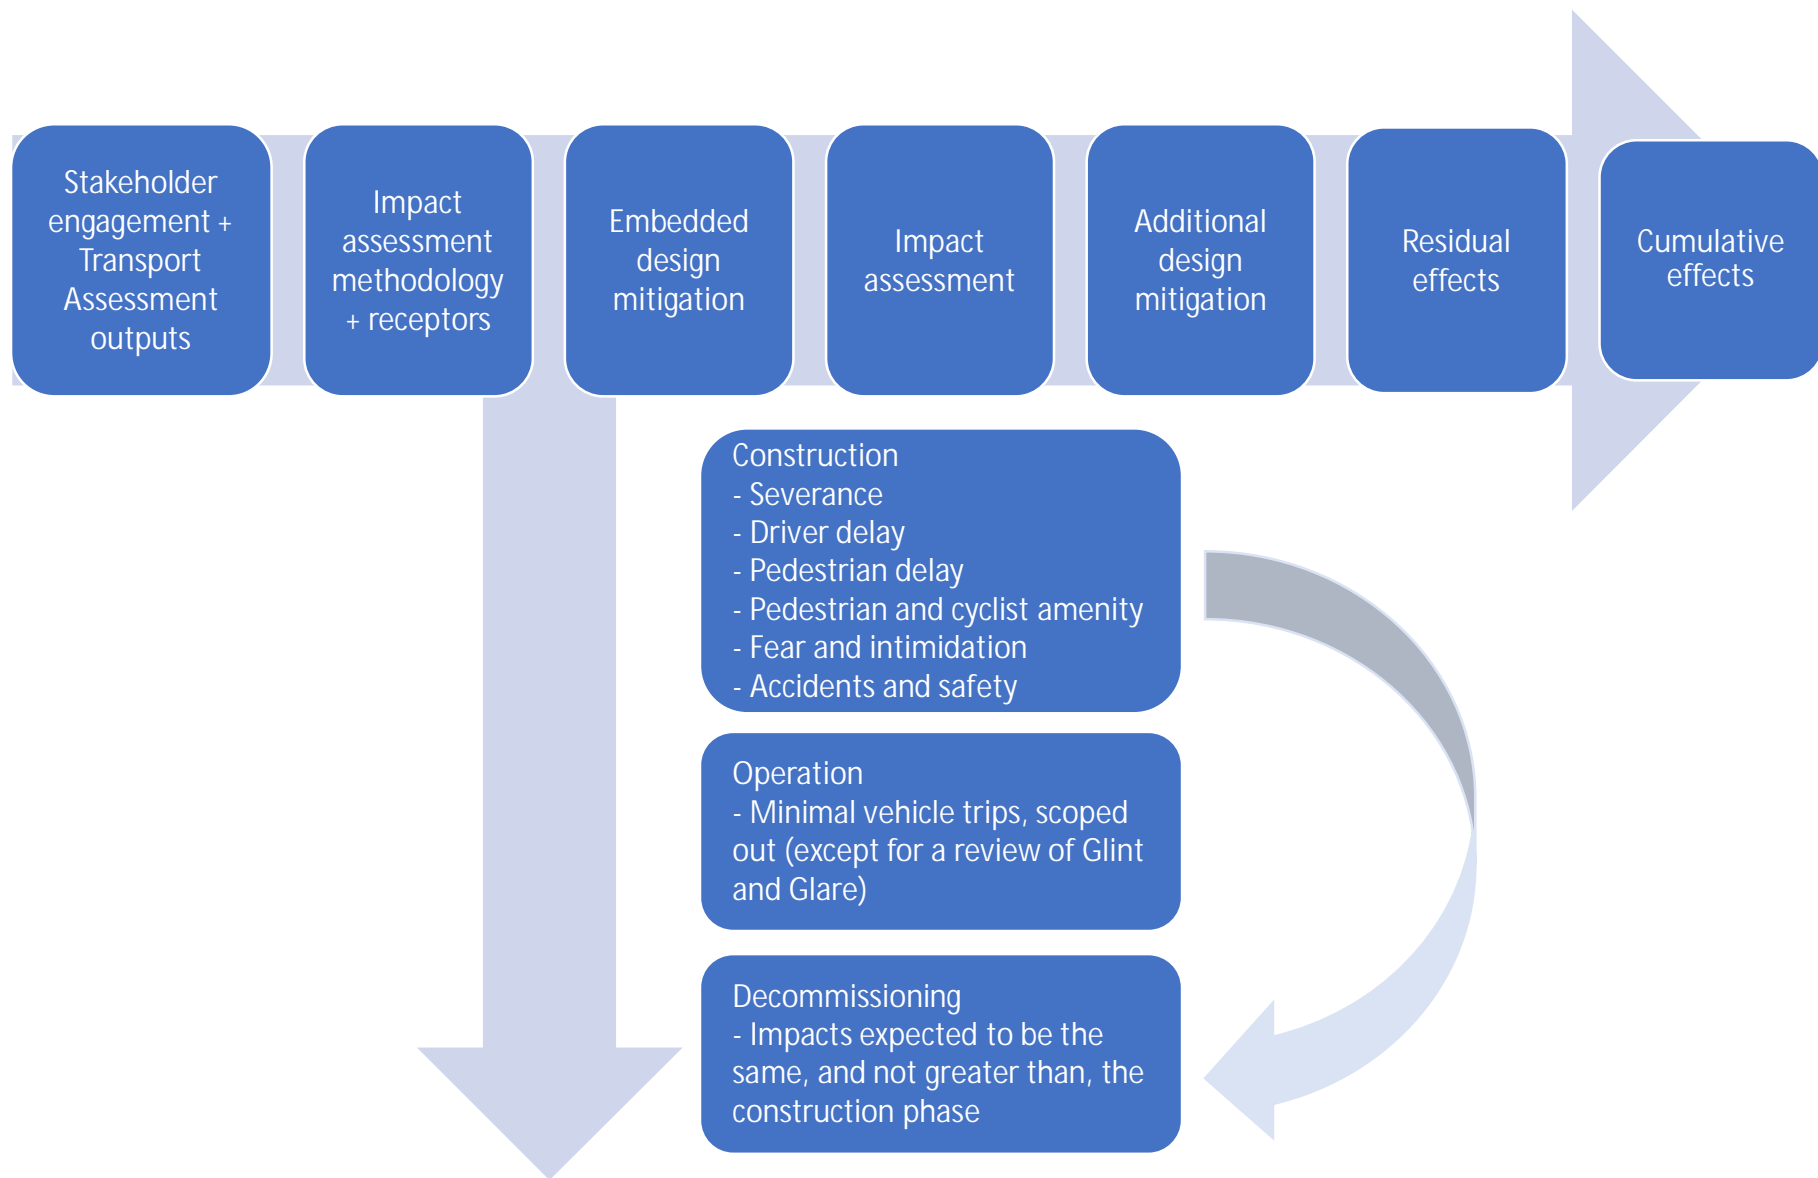 Stakeholder
engagement +
Transport
Assessment
outputs
Impact
assessment
methodology
+ receptors
Embedded
design
mitigation
Impact
assessment
Additional
design
mitigation
Residual
effects
Cumulative
effects
Construction
- Severance
- Driver delay
- Pedestrian delay
- Pedestrian and cyclist amenity
- Fear and intimidation
- Accidents and safety
Operation
- Minimal vehicle trips, scoped
out (except for a review of Glint
and Glare)
Decommissioning
- Impacts expected to be the
same, and not greater than, the
construction phase